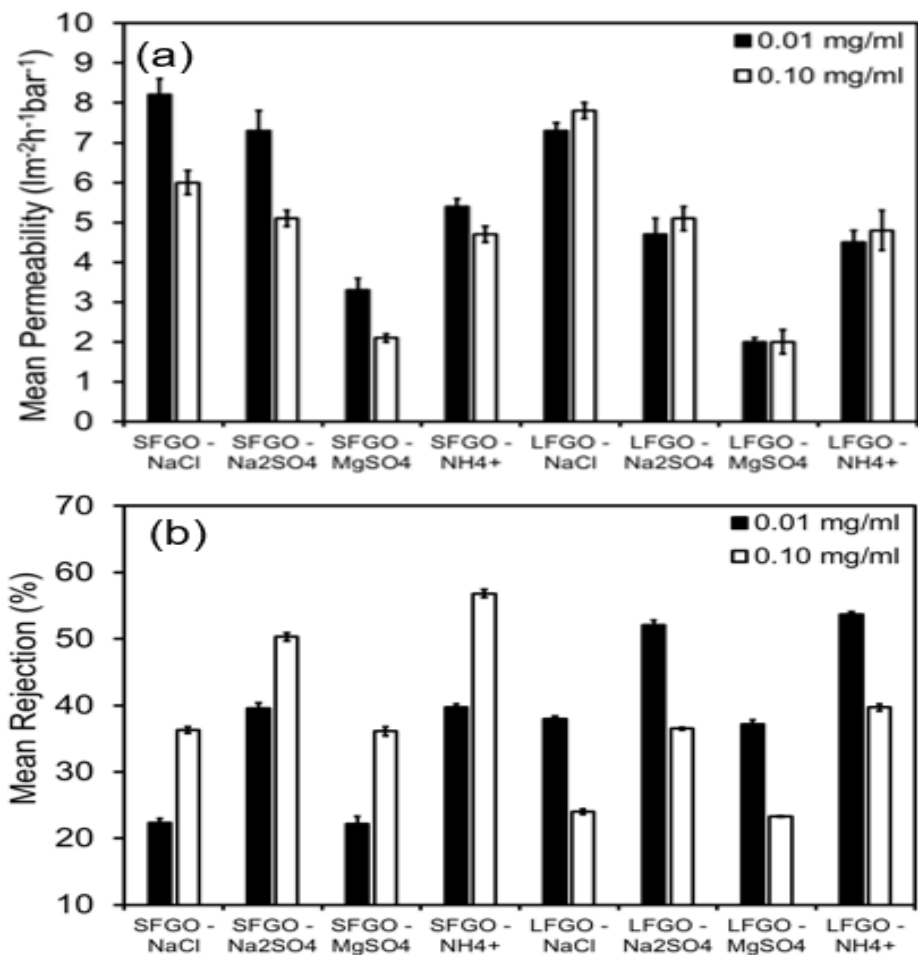 (a)
0.01 mg/ml
0.10 mg/ml
Mean Permeability (lm-2h-1bar-1)
10
9
8
7
6
5
4
3
2
1
0
SFGO - NaCl
SFGO - Na2SO4
SFGO - MgSO4
SFGO - NH4+
LFGO - NaCl
LFGO - Na2SO4
LFGO - MgSO4
LFGO - NH4+
(b)
0.01 mg/ml
0.10 mg/ml
Mean Rejection (%)
70
60
50
40
30
20
10
SFGO - NaCl
SFGO - Na2SO4
SFGO - MgSO4
SFGO - NH4+
LFGO - NaCl
LFGO - Na2SO4
LFGO - MgSO4
LFGO - NH4+